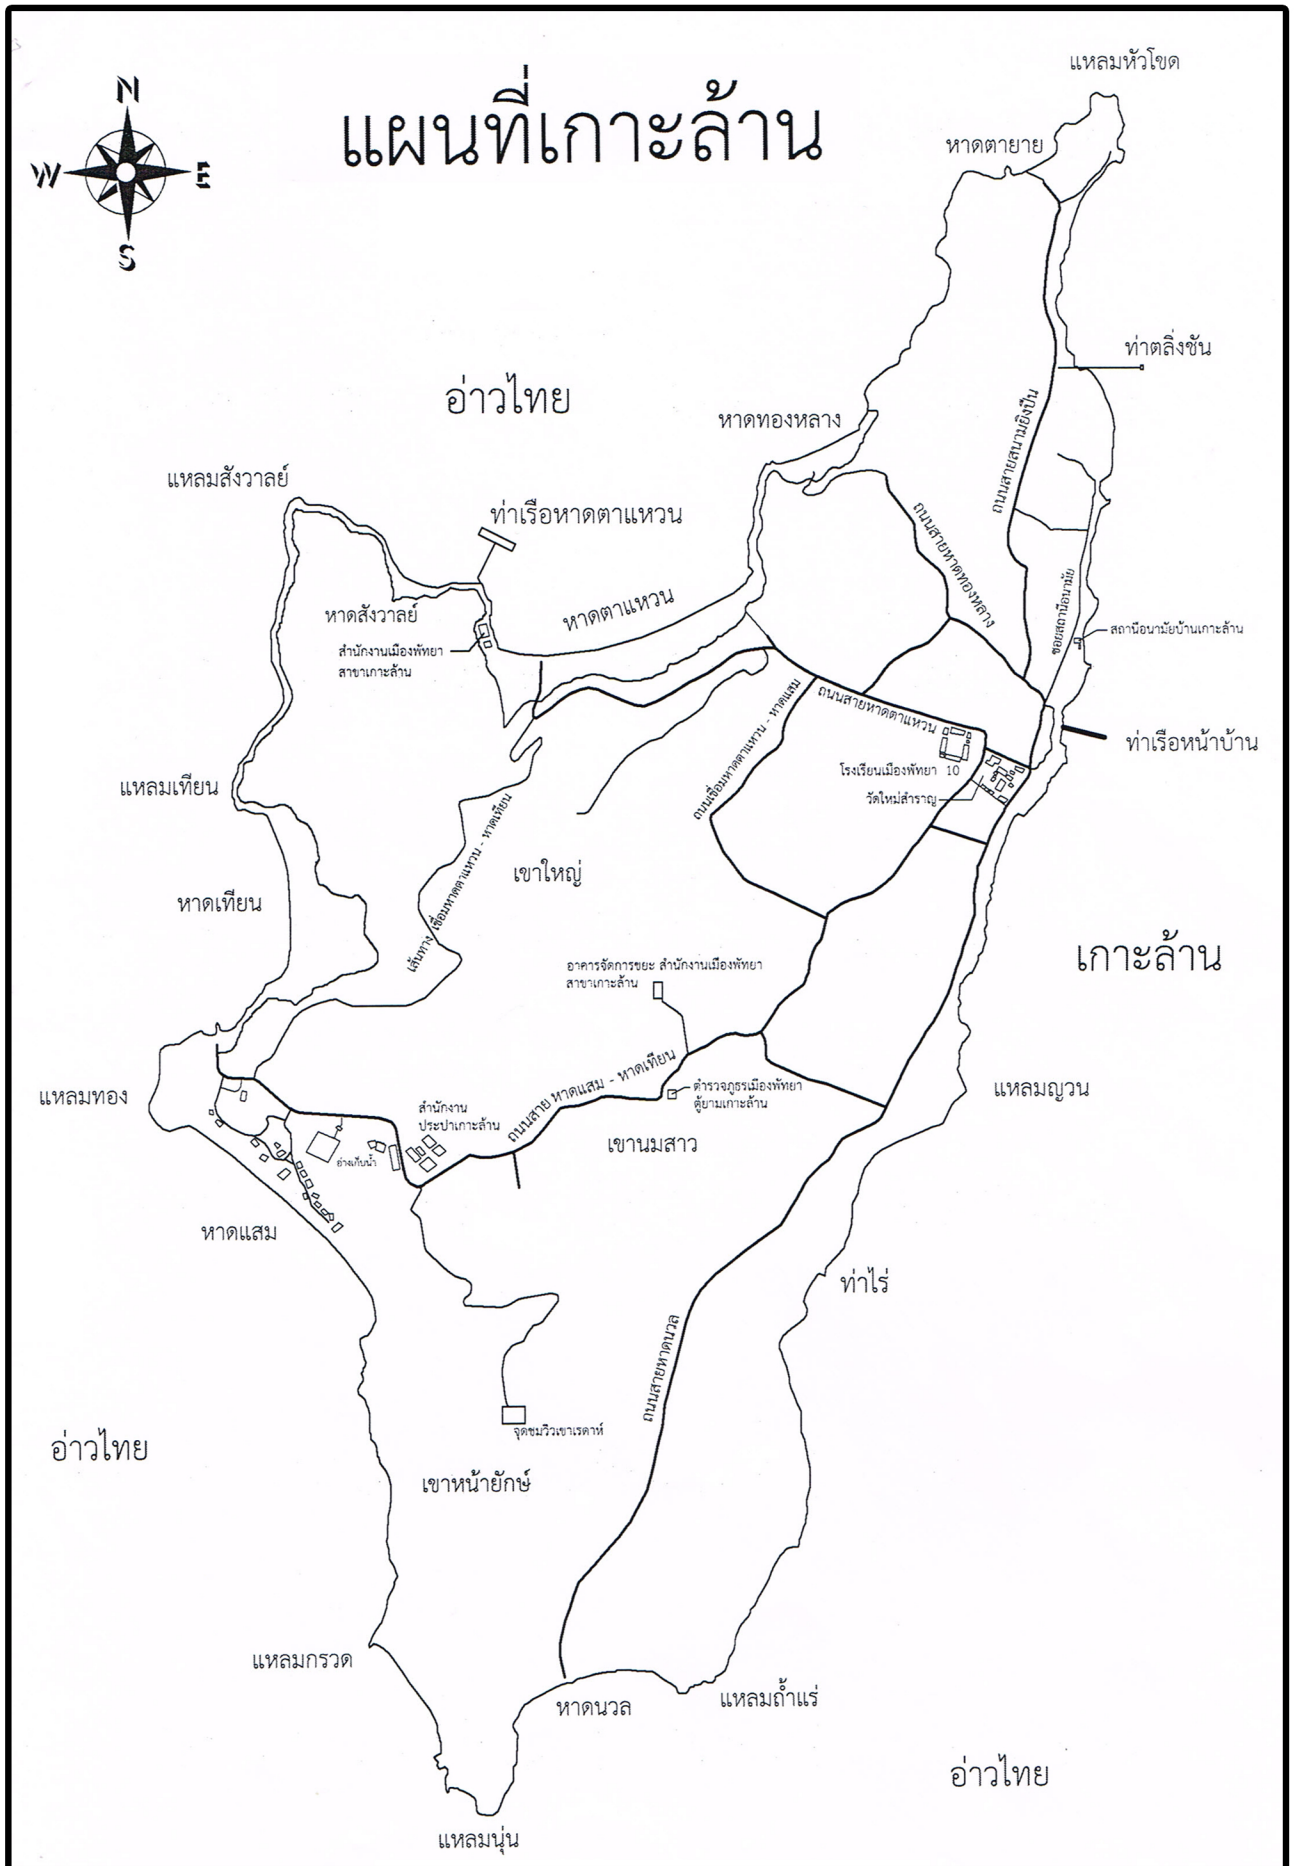 แผนที่เกาะล้าน
N
W
E
S
แหลมหัวโขด
หาดตายาย
ท่าตลิ่งชัน
อ่าวไทย
หาดทองหลาง
ถนนสายสนามยิงปืน
แหลมสังวาลย์
ท่าเรือหาดตาแหวน
ถนนสายหาดทองหลาง
หาดสังวาลย์
หาดตาแหวน
ซอยสถานีอนามัย
สถานีอนามัยบ้านเกาะล้าน
สำนักงานเมืองพัทยา
สาขาเกาะล้าน
ถนนสายหาดตาแหวน
ถนนเชื่อมหาดตาแหวน - หาดแสม
ท่าเรือหน้าบ้าน
โรงเรียนเมืองพัทยา 10
แหลมเทียน
วัดใหม่สำราญ
เส้นทาง เชื่อมหาดตาแหวน - หาดเทียน
เขาใหญ่
หาดเทียน
เกาะล้าน
อาคารจัดการขยะ สำนักงานเมืองพัทยา
สาขาเกาะล้าน
แหลมทอง
ถนนสาย หาดแสม - หาดเทียน
ตำรวจภูธรเมืองพัทยา
ตู้ยามเกาะล้าน
แหลมญวน
สำนักงาน
ประปาเกาะล้าน
เขานมสาว
อ่างเก็บน้ำ
หาดแสม
ท่าไร่
ถนนสายหาดนวล
จุดชมวิวเขาเรดาห์
อ่าวไทย
เขาหน้ายักษ์
แหลมกรวด
หาดนวล
แหลมถ้ำแร่
อ่าวไทย
แหลมนุ่น